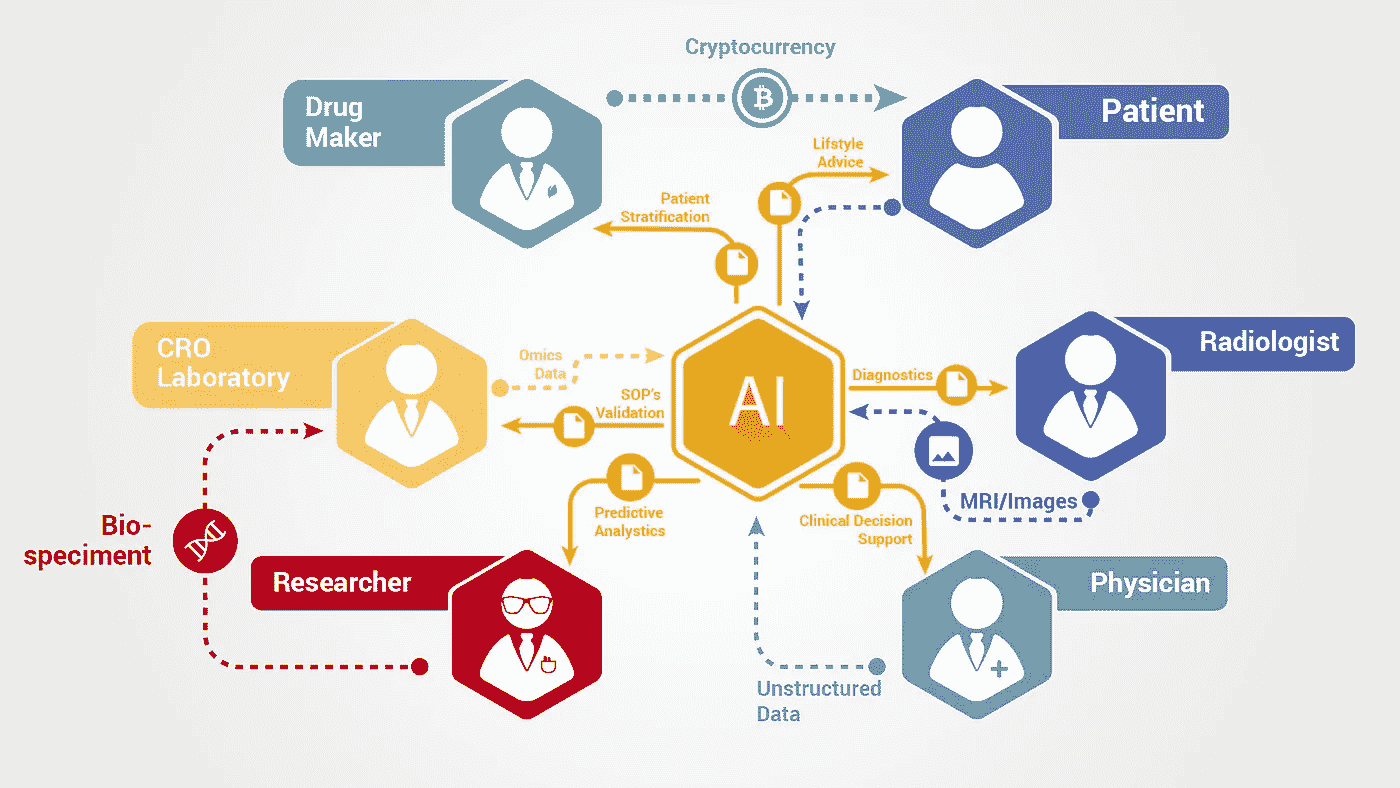 Cryptocurrency
Drug
Maker
Patient
Lifstyle
Advice
Patient
Stratification
CRO
Laboratory
Omics
Data
SOP's
Validation
AI
Diagnostics
Radiologist
MRI/Images
Predictive
Analystics
Clinical Decision
Support
Bio-
speciment
Researcher
Physician
Unstructured
Data